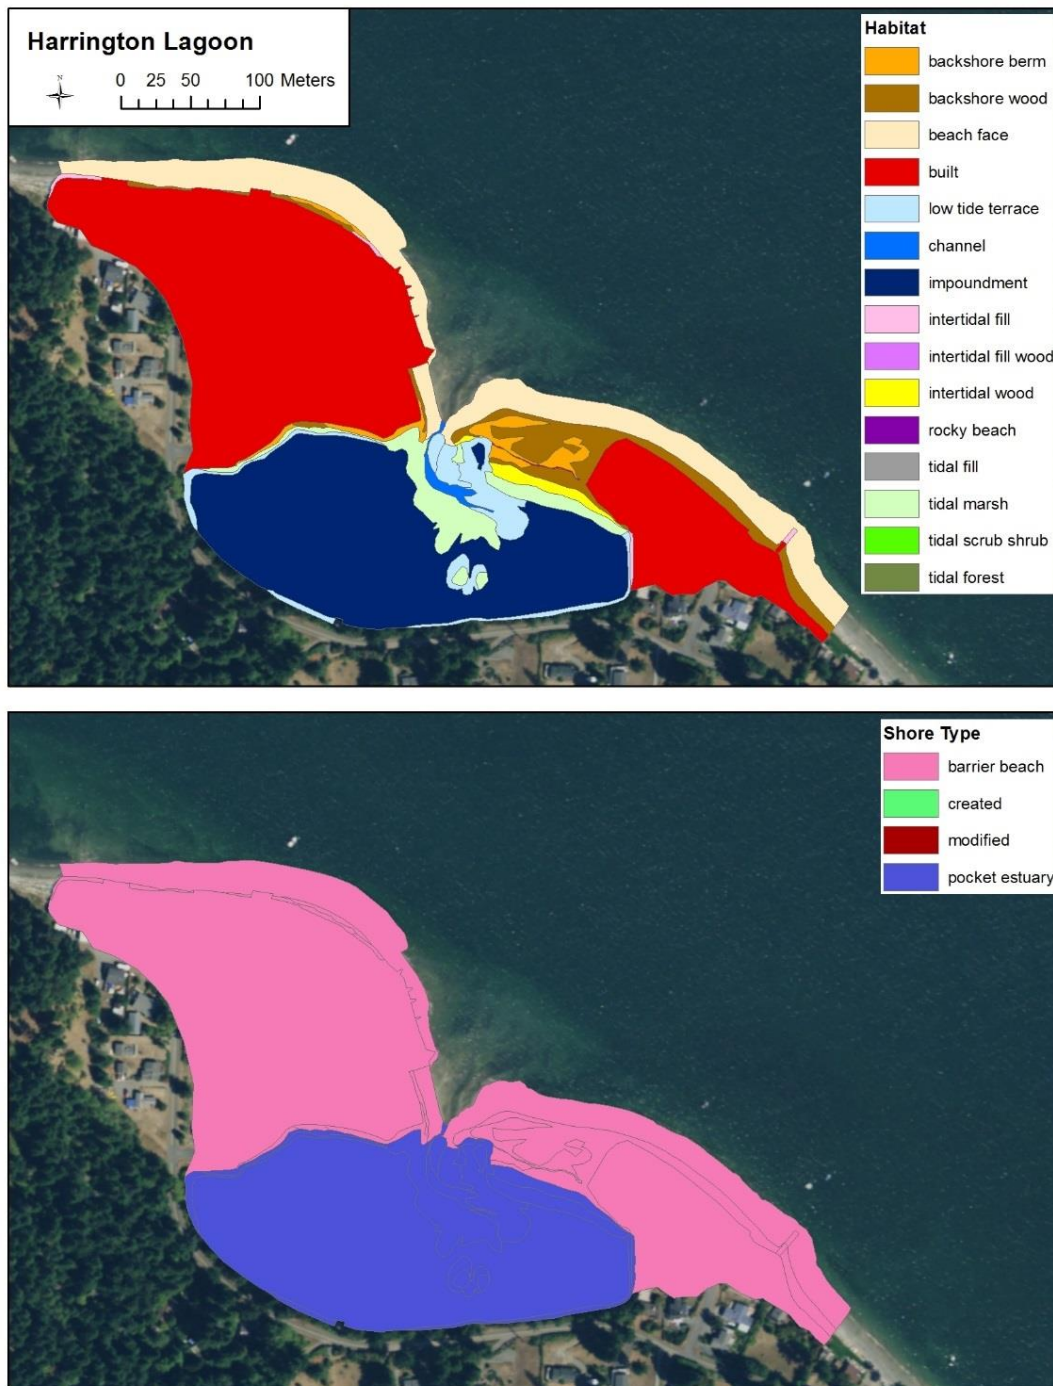 Harrington Lagoon
N
0 25 50 100 Meters
Habitat
backshore berm
backshore wood
beach face
built
low tide terrace
channel
impoundment
intertidal fill
intertidal fill wood
intertidal wood
rocky beach
tidal fill
tidal marsh
tidal scrub shrub
tidal forest
Shore Type
barrier beach
created
modified
pocket estuary